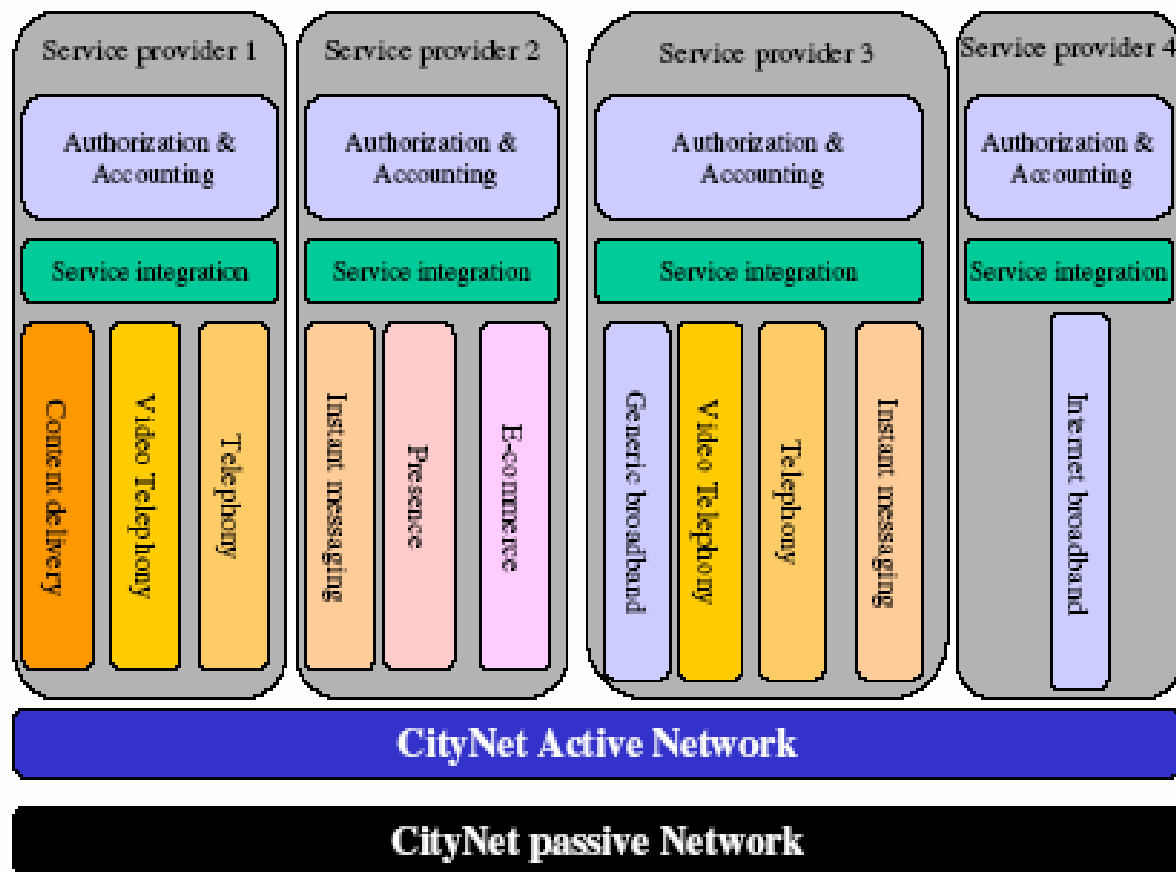 Service provider 1
Authorization &
Accounting
Service integration
Content delivery
Video Telephony
Telephony
Service provider 2
Authorization &
Accounting
Service integration
Instant messaging
Presence
E-commerce
Service provider 3
Authorization &
Accounting
Service integration
Generic broadband
Video Telephony
Telephony
Instant messaging
Service provider 4
Authorization &
Accounting
Service integration
Internet broadband
CityNet Active Network
CityNet passive Network